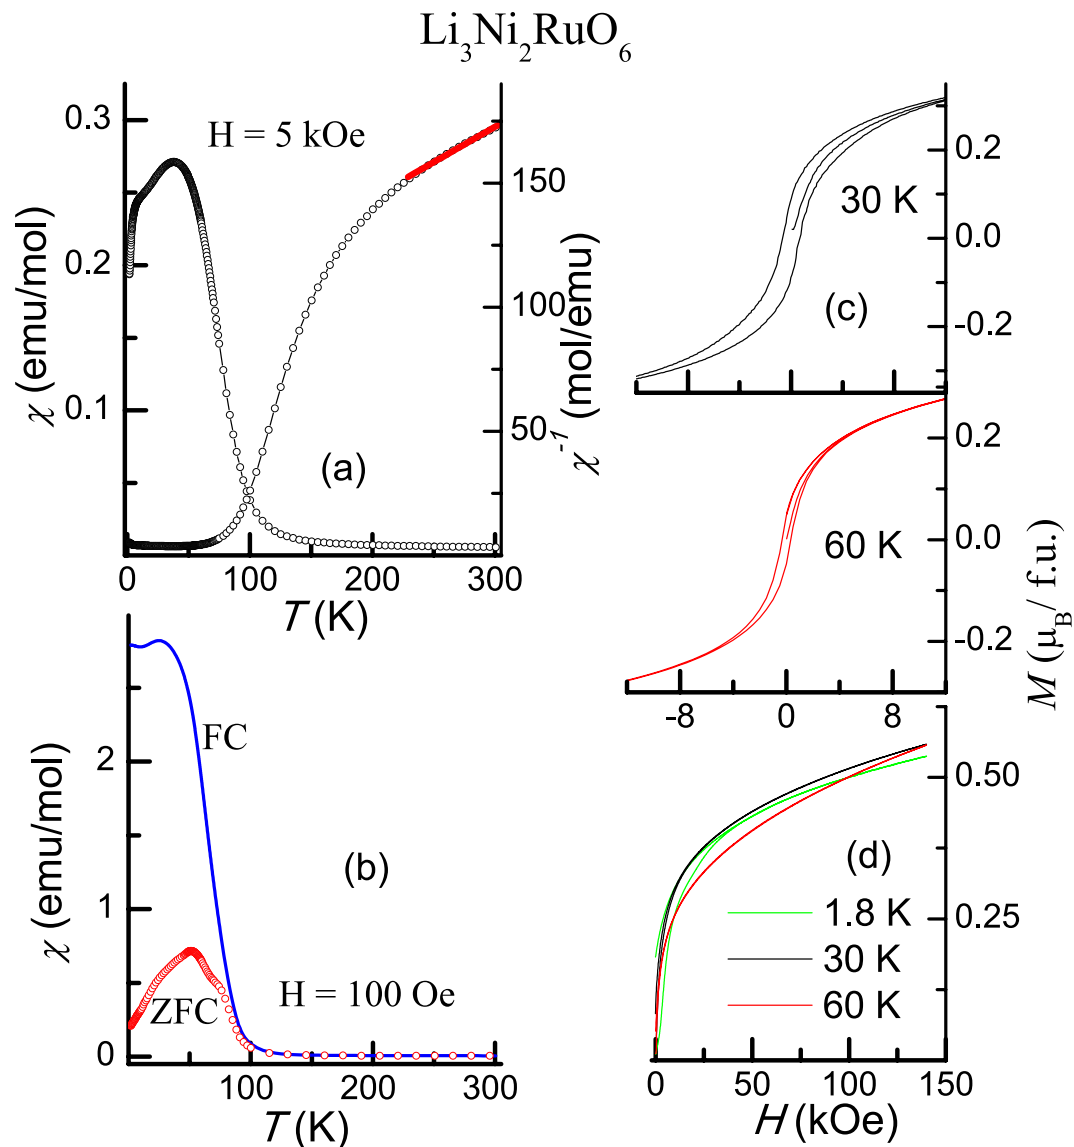 Li₃Ni₂RuO₆
H = 5 kOe
0.3
0.2
0.1
χ (emu/mol)
150
100
50
χ⁻¹ (mol/emu)
(a)
0 100 200 300
T (K)
2
1
0
χ (emu/mol)
FC
ZFC
(b)
H = 100 Oe
0 100 200 300
T (K)
30 K
(c)
0.2
0.0
-0.2
60 K
0.2
0.0
-0.2
-8 0 8
M (μ_B / f.u.)
0.50
0.25
(d)
1.8 K
30 K
60 K
0 50 100 150
H (kOe)